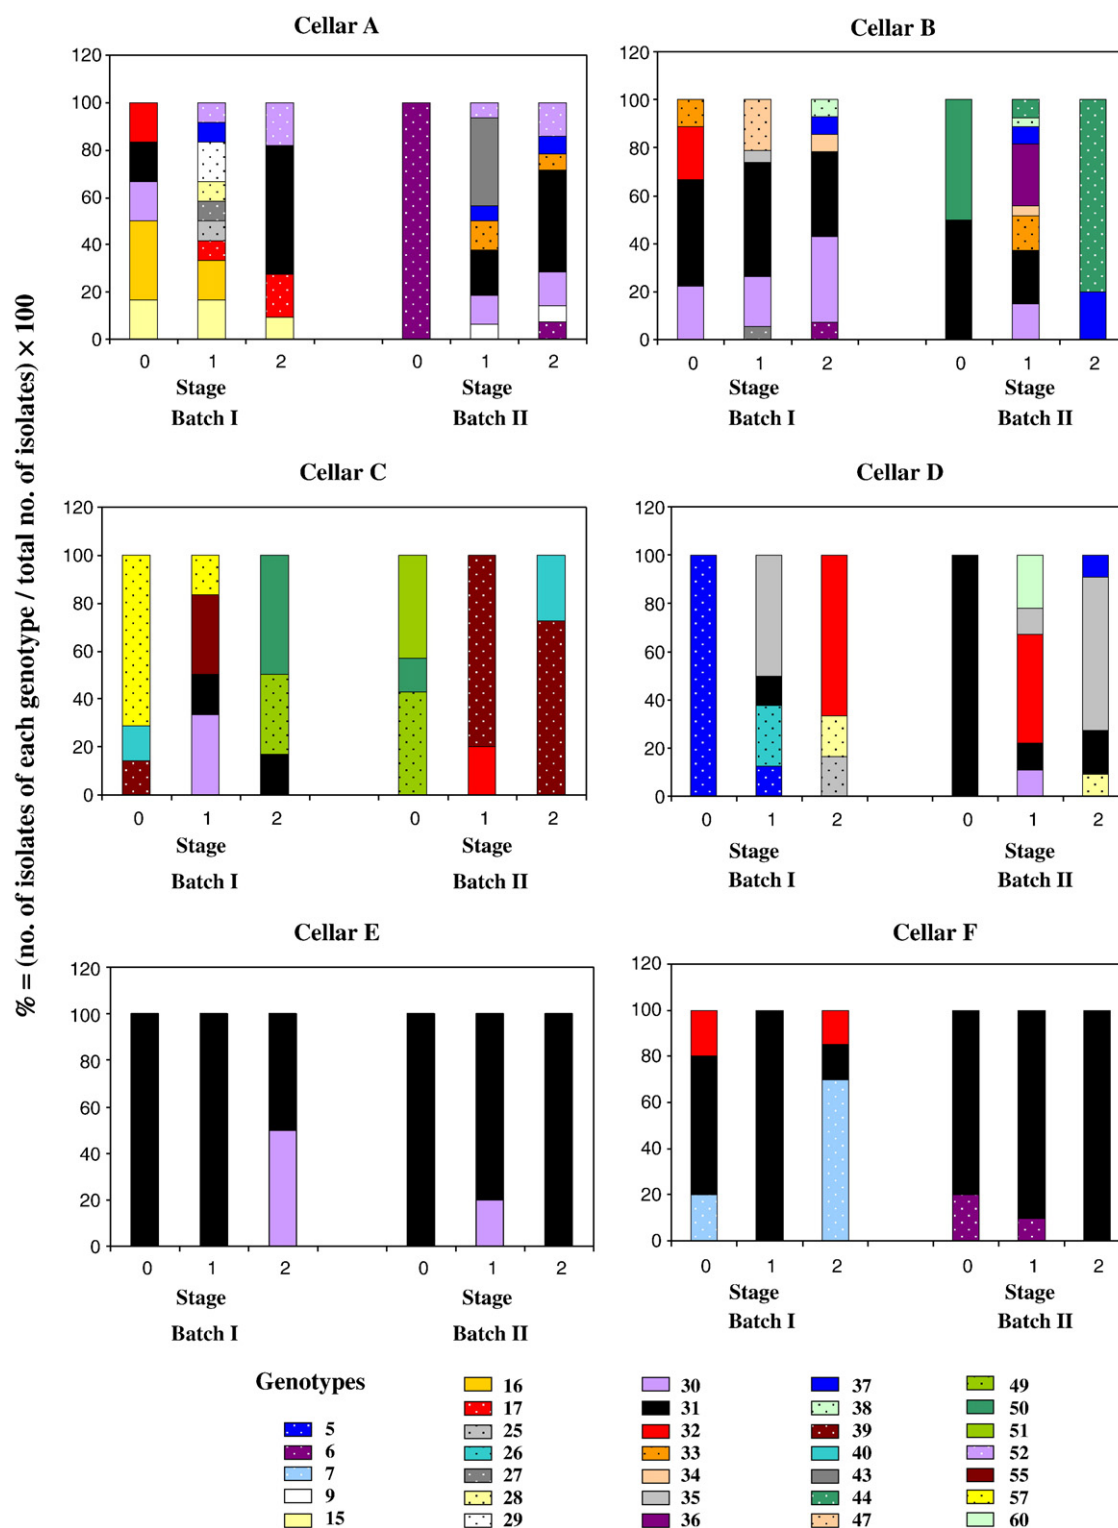 Cellar A
120
100
80
60
40
20
0
0 1 2 0 1 2
Stage Stage
Batch I Batch II
Cellar B
120
100
80
60
40
20
0
0 1 2 0 1 2
Stage Stage
Batch I Batch II
% = (no. of isolates of each genotype / total no. of isolates) × 100
Cellar C
120
100
80
60
40
20
0
0 1 2 0 1 2
Stage Stage
Batch I Batch II
Cellar D
120
100
80
60
40
20
0
0 1 2 0 1 2
Stage Stage
Batch I Batch II
Cellar E
120
100
80
60
40
20
0
0 1 2 0 1 2
Stage Stage
Batch I Batch II
Cellar F
120
100
80
60
40
20
0
0 1 2 0 1 2
Stage Stage
Batch I Batch II
Genotypes
5
6
7
9
15
16
17
25
26
27
28
29
30
31
32
33
34
35
36
37
38
39
40
43
44
47
49
50
51
52
55
57
60